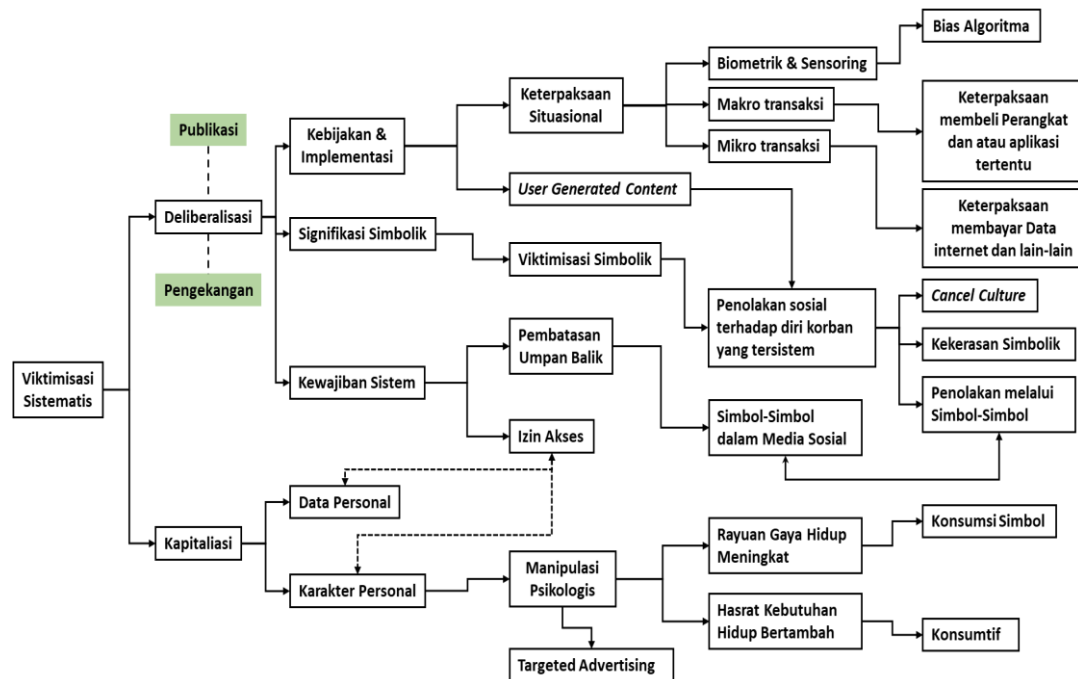 Bias Algoritma
Biometrik & Sensoring
Keterpaksaan
Situasional
Makro transaksi
Keterpaksaan
membeli Perangkat
dan atau aplikasi
tertentu
Publikasi
Kebijakan &
Implementasi
Mikro transaksi
User Generated Content
Deliberalisasi
Signifikasi Simbolik
Viktimisasi Simbolik
Keterpaksaan
membayar Data
internet dan lain-lain
Pengekangan
Penolakan sosial
terhadap diri korban
yang tersistem
Cancel Culture
Kekerasan Simbolik
Viktimisasi
Sistematis
Kewajiban Sistem
Pembatasan
Umpan Balik
Penolakan melalui
Simbol-Simbol
Izin Akses
Simbol-Simbol
dalam Media Sosial
Data Personal
Kapitaliasi
Karakter Personal
Manipulasi
Psikologis
Rayuan Gaya Hidup
Meningkat
Konsumsi Simbol
Hasrat Kebutuhan
Hidup Bertambah
Konsumtif
Targeted Advertising